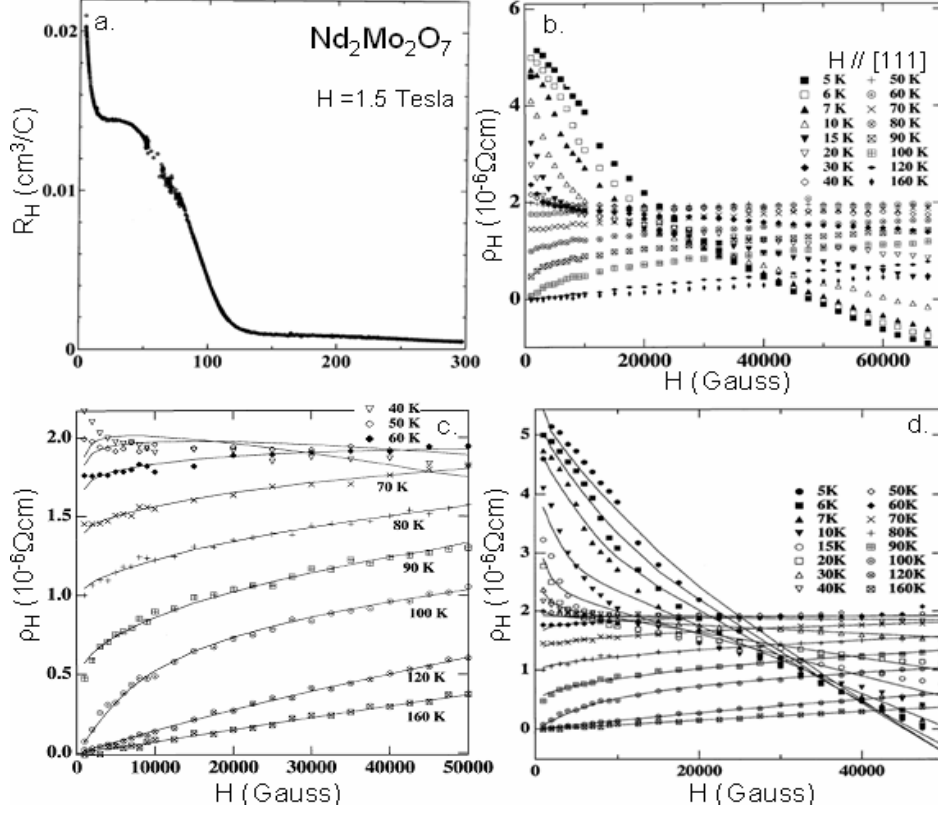 a.
Nd2Mo2O7
H =1.5 Tesla
0.02
0.01
0
RH (cm3/C)
0
100
200
300
b.
H // [111]
5 K
50 K
6 K
60 K
7 K
70 K
10 K
80 K
15 K
90 K
20 K
100 K
30 K
120 K
40 K
160 K
6
4
2
0
ρH (10-6Ωcm)
0
20000
40000
60000
H (Gauss)
c.
40 K
50 K
60 K
70 K
80 K
90 K
100 K
120 K
160 K
2.0
1.5
1.0
0.5
0.0
ρH (10-6Ωcm)
0
10000
20000
30000
40000
50000
H (Gauss)
d.
5K
50K
6K
60K
7K
70K
10K
80K
15K
90K
20K
100K
30K
120K
40K
160K
5
4
3
2
1
0
ρH (10-6Ωcm)
0
20000
40000
H (Gauss)